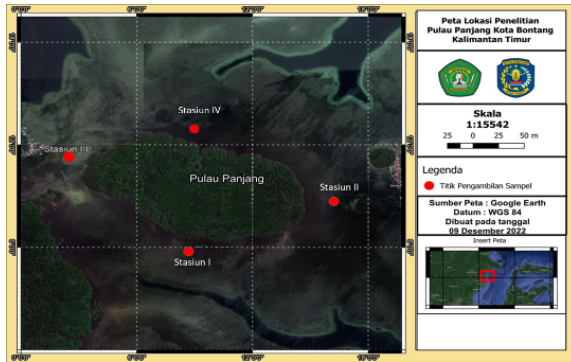 Peta Lokasi Penelitian
Pulau Panjang Kota Bontang
Kalimantan Timur
Skala
1:15542
25 0 25 50 m
Legenda
Titik Pengambilan Sampel
Sumber Peta : Google Earth
Datum : WGS 84
Dibuat pada tanggal
09 Desember 2022
Insert Peta
Stasiun IV
Stasiun III
Pulau Panjang
Stasiun II
Stasiun I